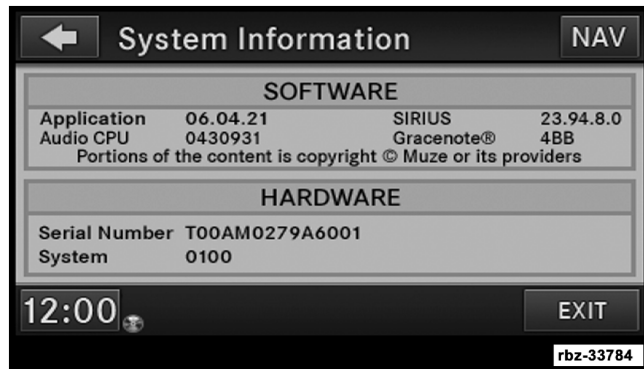 System Information NAV
SOFTWARE
Application 06.04.21 SIRIUS 23.94.8.0
Audio CPU 0430931 Gracenote® 4BB
Portions of the content is copyright © Muze or its providers
HARDWARE
Serial Number T00AM0279A6001
System 0100
12:00 EXIT
rbz-33784